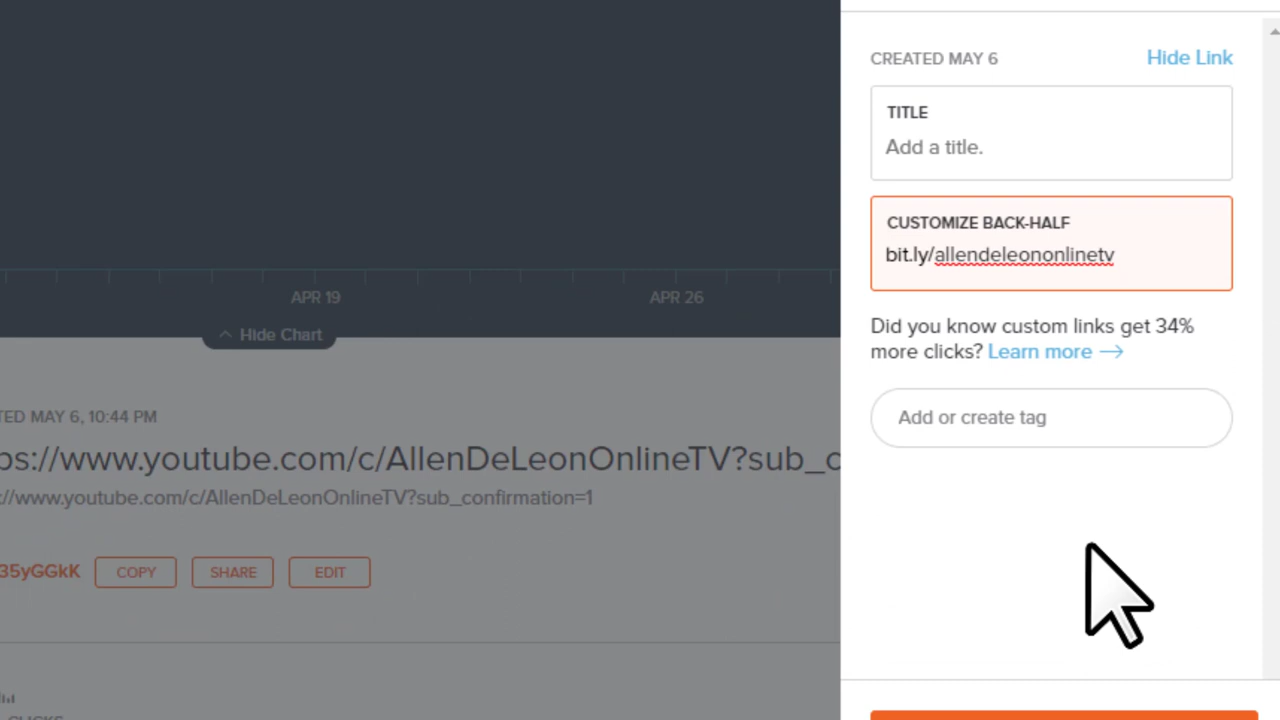 CREATED MAY 6
Hide Link
TITLE
Add a title.
CUSTOMIZE BACK-HALF
bit.ly/allendeleononlinetv
Did you know custom links get 34%
more clicks? Learn more →
Add or create tag
APR 19
APR 26
Hide Chart
TED MAY 6, 10:44 PM
ps://www.youtube.com/c/AllenDeLeonOnlineTV?sub_c
://www.youtube.com/c/AllenDeLeonOnlineTV?sub_confirmation=1
35yGGkK
COPY
SHARE
EDIT